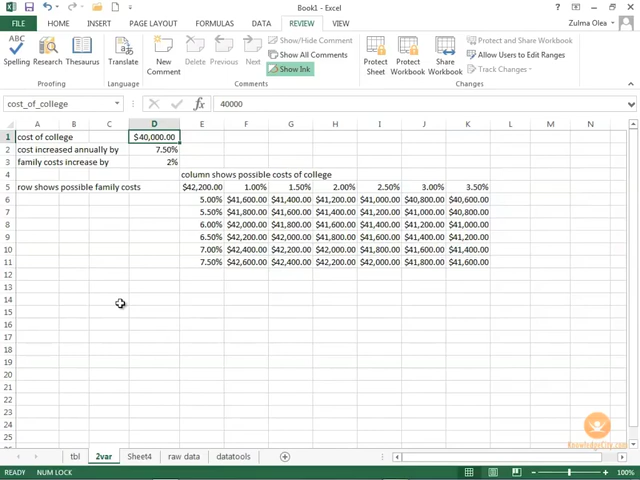 Book1 - Excel
FILE HOME INSERT PAGE LAYOUT FORMULAS DATA REVIEW VIEW Zulma Olea
ABC
Spelling Research Thesaurus Translate New Comment Delete Previous Next Show/Hide Comment Show All Comments Show Ink Protect Sheet Protect Workbook Share Workbook Protect and Share Workbook Allow Users to Edit Ranges Track Changes
Proofing Language Comments Changes
cost_of_college fx 40000
A B C D E F G H I J K L M N
1 cost of college $40,000.00
2 cost increased annually by 7.50%
3 family costs increase by 2%
4 column shows possible costs of college
5 row shows possible family costs $42,200.00 1.00% 1.50% 2.00% 2.50% 3.00% 3.50%
6 5.00% $41,600.00 $41,400.00 $41,200.00 $41,000.00 $40,800.00 $40,600.00
7 5.50% $41,800.00 $41,600.00 $41,400.00 $41,200.00 $41,000.00 $40,800.00
8 6.00% $42,000.00 $41,800.00 $41,600.00 $41,400.00 $41,200.00 $41,000.00
9 6.50% $42,200.00 $42,000.00 $41,800.00 $41,600.00 $41,400.00 $41,200.00
10 7.00% $42,400.00 $42,200.00 $42,000.00 $41,800.00 $41,600.00 $41,400.00
11 7.50% $42,600.00 $42,400.00 $42,200.00 $42,000.00 $41,800.00 $41,600.00
12
13
14
15
16
17
18
19
20
21
22
23
24
25
KnowledgeCity.com
tbl 2var Sheet4 raw data datatools
READY NUM LOCK 100%